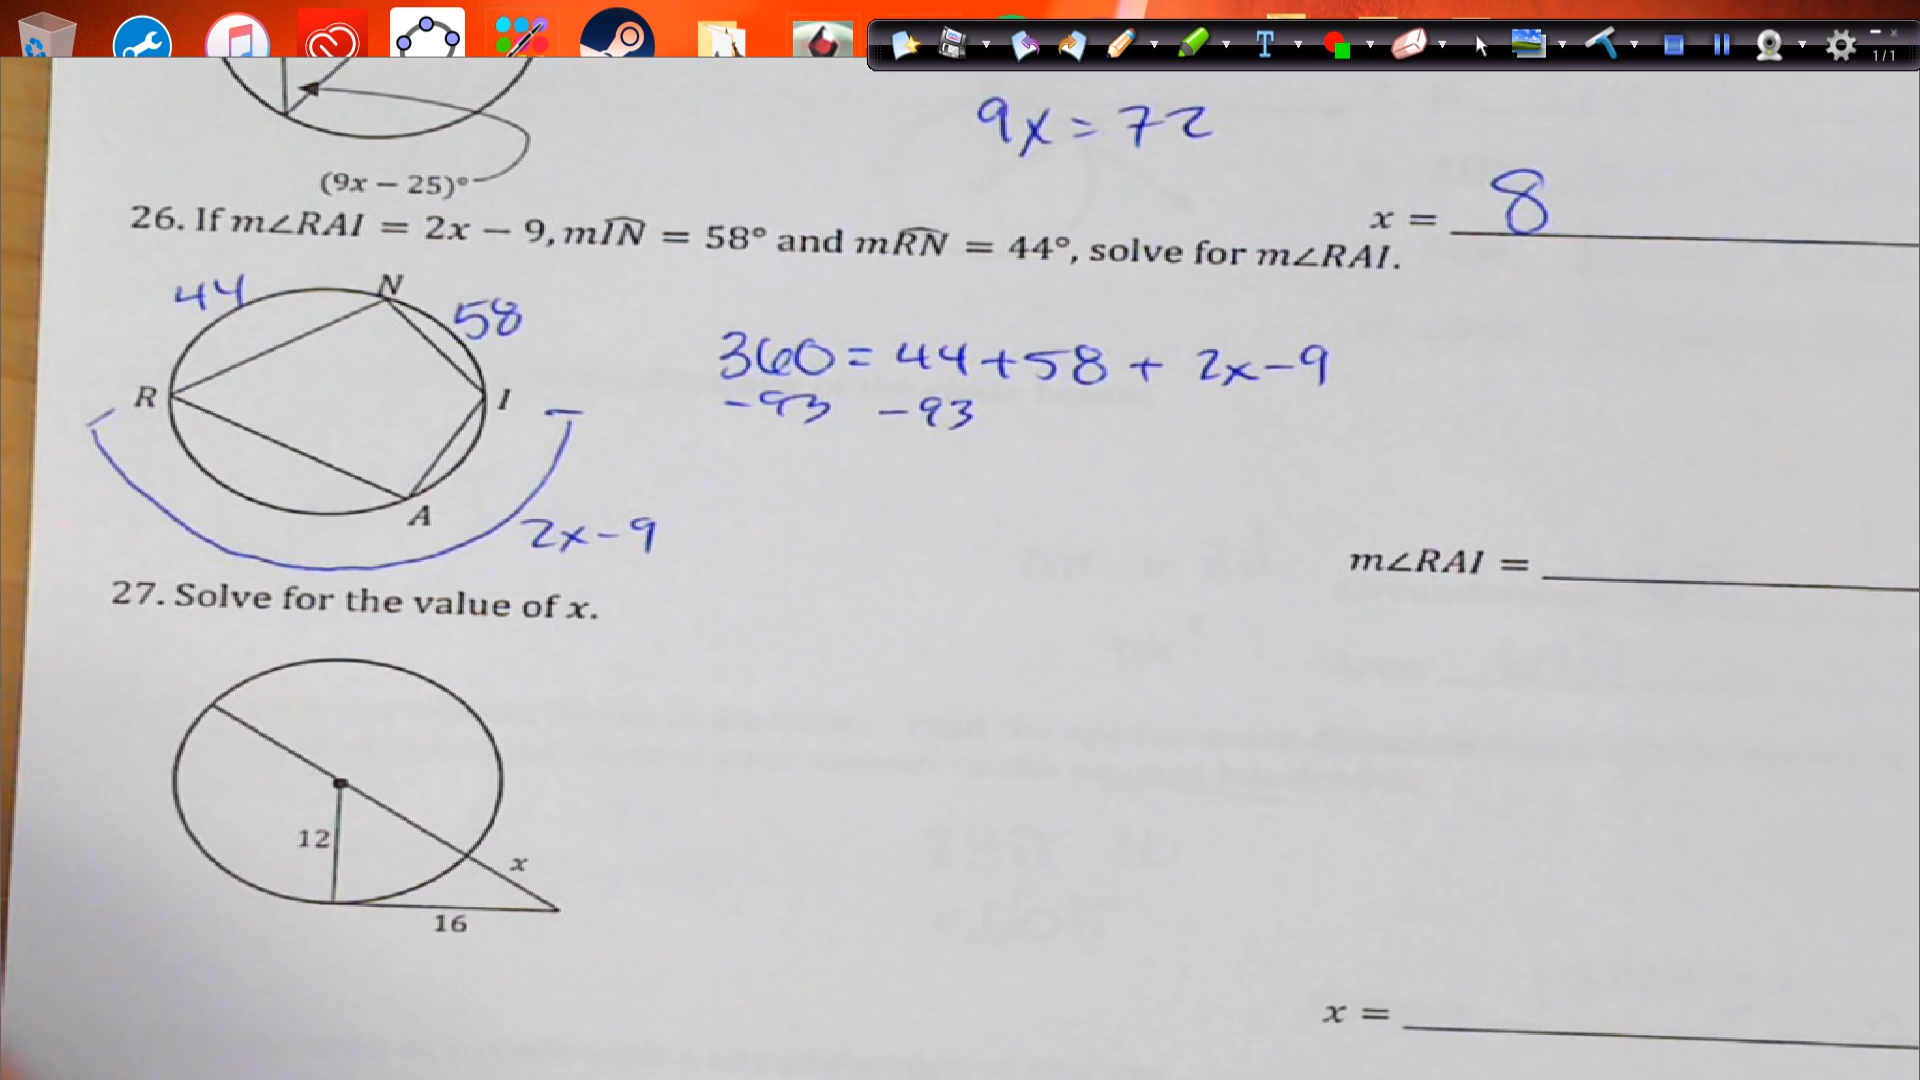 T
1/1
9x = 72
(9x − 25)°
x = 8
26. If m∠RAI = 2x − 9, mIN = 58° and mRN = 44°, solve for m∠RAI.
44
N
58
360 = 44 + 58 + 2x − 9
−93 −93
R
I
A
2x − 9
m∠RAI =
27. Solve for the value of x.
12
x
16
x =